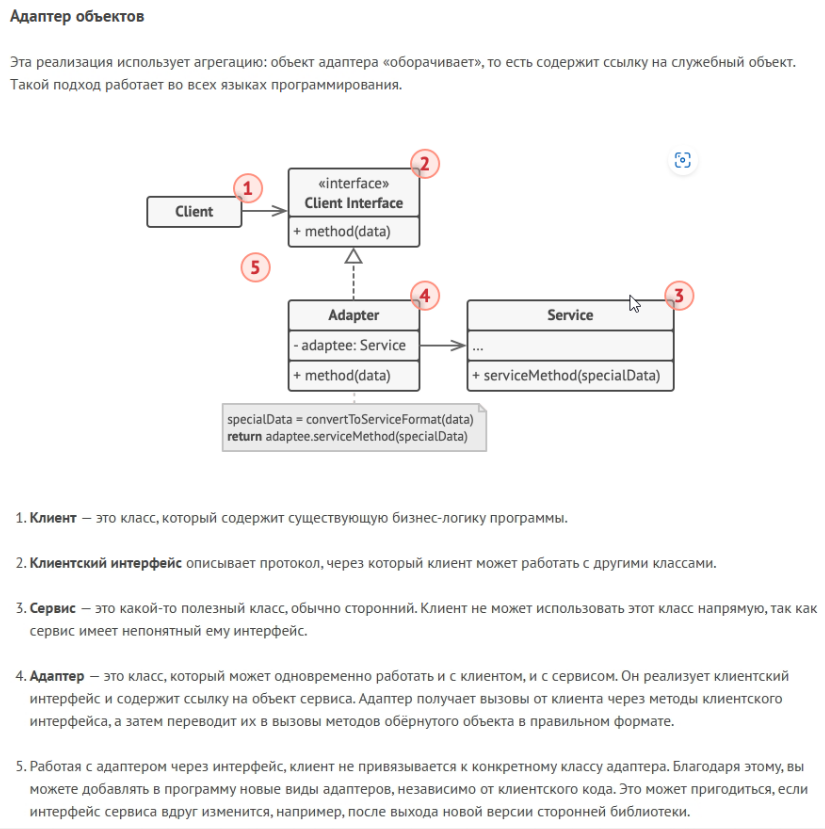 Адаптер объектов
Эта реализация использует агрегацию: объект адаптера «оборачивает», то есть содержит ссылку на служебный объект.
Такой подход работает во всех языках программирования.
1
2
«interface»
Client Interface
Client
+ method(data)
5
4
3
Adapter
Service
- adaptee: Service
...
+ method(data)
+ serviceMethod(specialData)
specialData = convertToServiceFormat(data)
return adaptee.serviceMethod(specialData)
1. Клиент — это класс, который содержит существующую бизнес-логику программы.
2. Клиентский интерфейс описывает протокол, через который клиент может работать с другими классами.
3. Сервис — это какой-то полезный класс, обычно сторонний. Клиент не может использовать этот класс напрямую, так как
сервис имеет непонятный ему интерфейс.
4. Адаптер — это класс, который может одновременно работать и с клиентом, и с сервисом. Он реализует клиентский
интерфейс и содержит ссылку на объект сервиса. Адаптер получает вызовы от клиента через методы клиентского
интерфейса, а затем переводит их в вызовы методов обёрнутого объекта в правильном формате.
5. Работая с адаптером через интерфейс, клиент не привязывается к конкретному классу адаптера. Благодаря этому, вы
можете добавлять в программу новые виды адаптеров, независимо от клиентского кода. Это может пригодиться, если
интерфейс сервиса вдруг изменится, например, после выхода новой версии сторонней библиотеки.